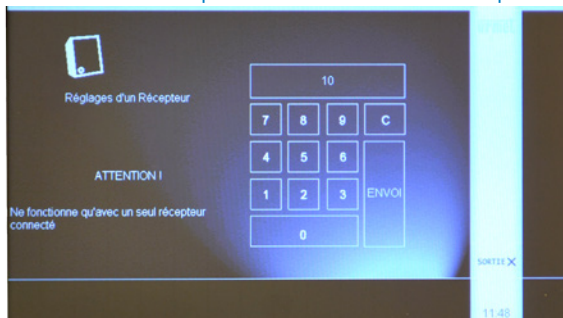 Réglages d'un Récepteur
ATTENTION !
Ne fonctionne qu'avec un seul récepteur
connecté
10
7 8 9 C
4 5 6
1 2 3 ENVOI
0
SORTIE X
11:48